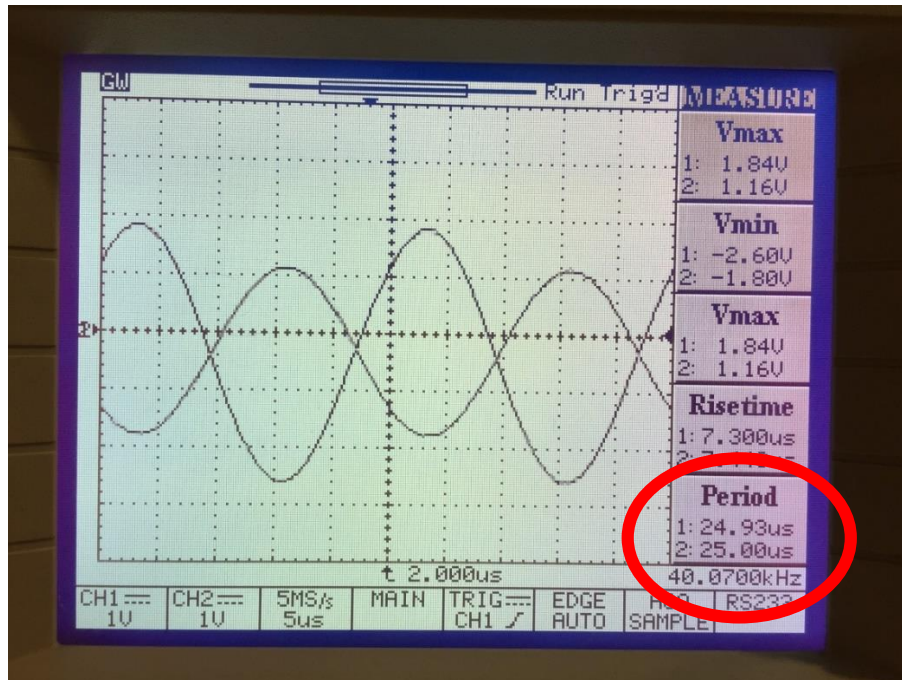 GW Run Trig'd MEASURE
Vmax
1: 1.84V
2: 1.16V
Vmin
1: -2.60V
2: -1.80V
Vmax
1: 1.84V
2: 1.16V
Risetime
1: 7.300us
Period
1: 24.93us
2: 25.00us
2.000us 40.0700kHz
CH1 CH2 5MS/s MAIN TRIG EDGE RS232
1V 1V 5us CH1 AUTO SAMPLE